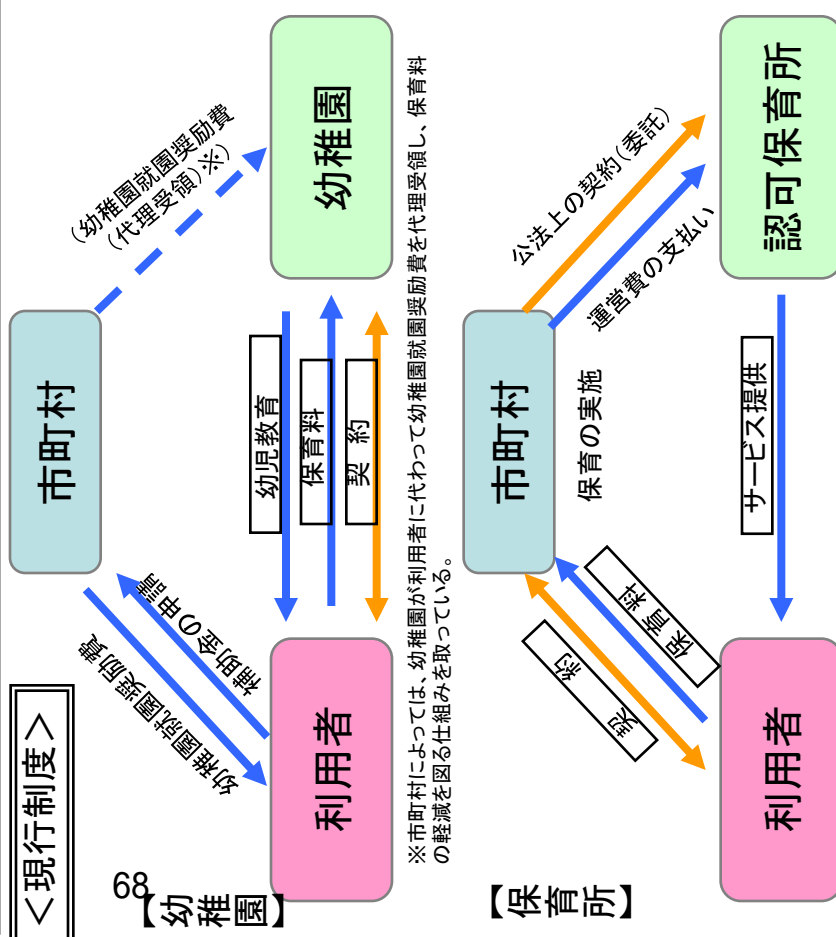 ＜現行制度＞
68
【幼稚園】
市町村
利用者
幼稚園
幼稚園就園奨励費
補助金の申請
(幼稚園就園奨励費
(代理受領)※)
幼児教育
保育料
契 約
※市町村によっては、幼稚園が利用者に代わって幼稚園就園奨励費を代理受領し、保育料
の軽減を図る仕組みを取っている。
【保育所】
市町村
保育の実施
利用者
認可保育所
契 約
保育料
公法上の契約(委託)
運営費の支払い
サービス提供